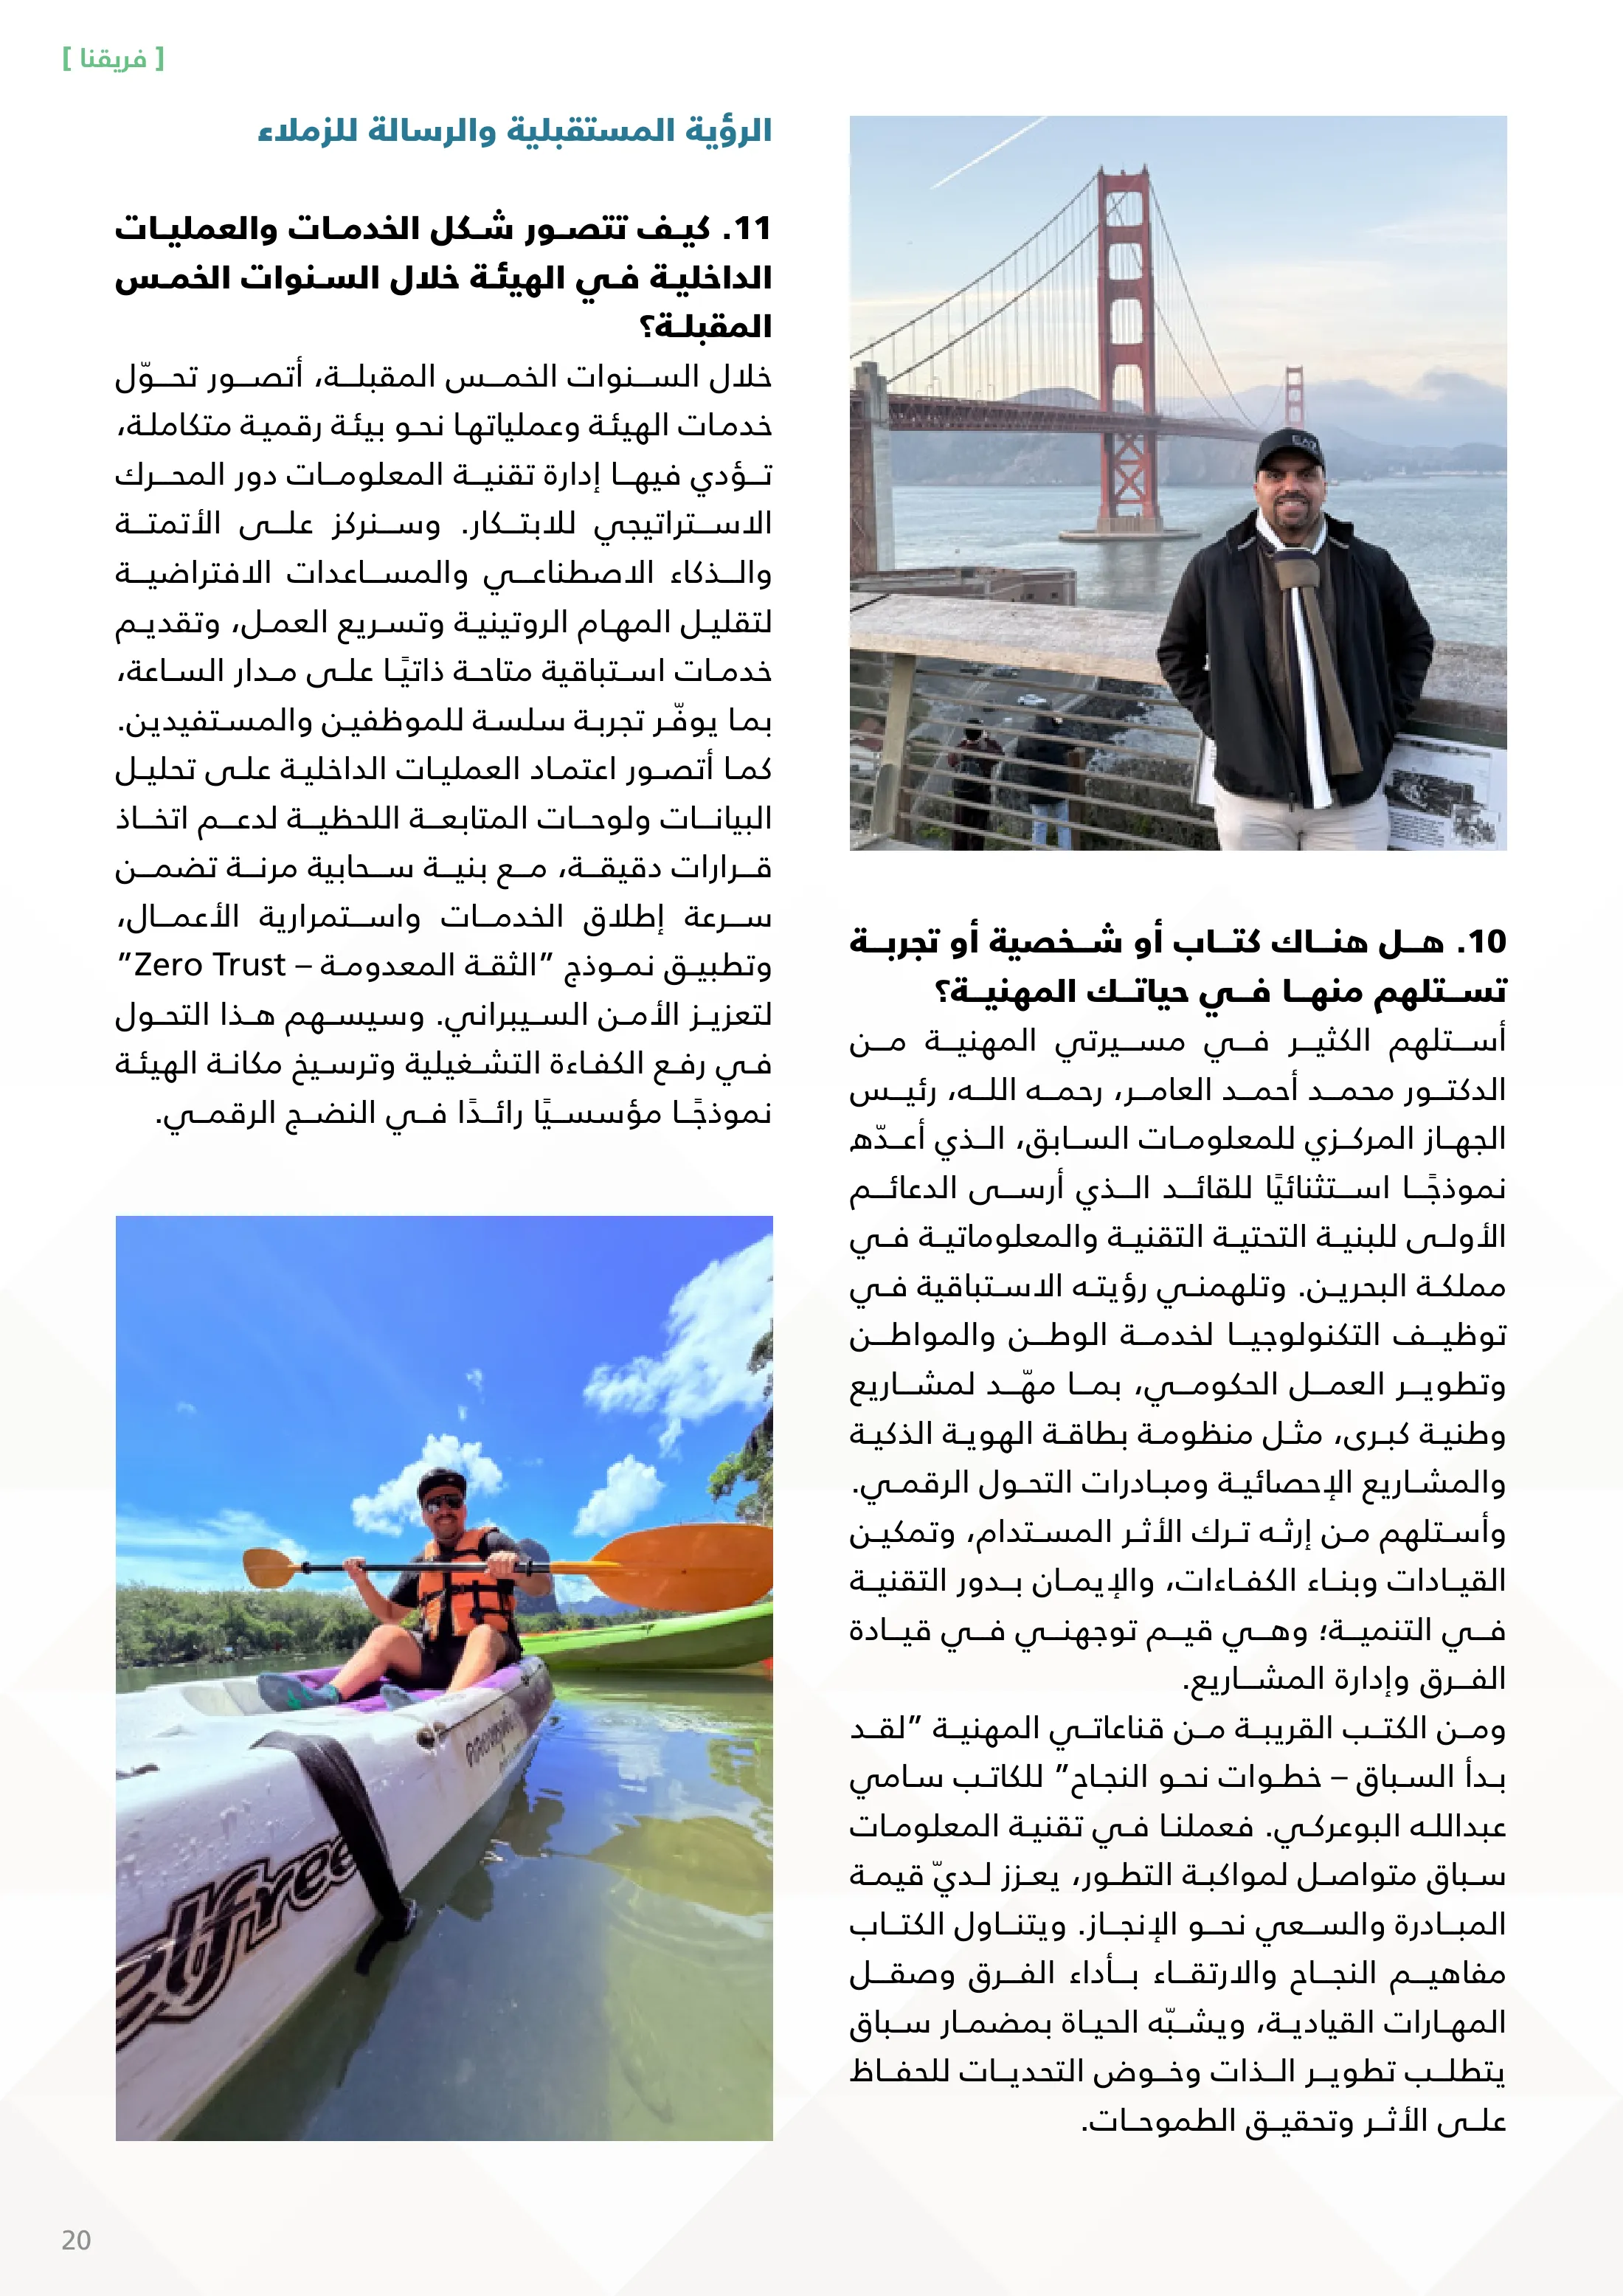 [ فريقنا ]
10. هل هناك كتاب أو شخصية أو تجربة
تستلهم منها في حياتك المهنية؟
أستلهم الكثير في مسيرتي المهنية من
الدكتور محمد أحمد العامر، رحمه الله، رئيس
الجهاز المركزي للمعلومات السابق، الذي أعدّه
نموذجًا استثنائيًا للقائد الذي أرسى الدعائم
الأولى للبنية التحتية التقنية والمعلوماتية في
مملكة البحرين. وتلهمني رؤيته الاستباقية في
توظيف التكنولوجيا لخدمة الوطن والمواطن
وتطوير العمل الحكومي، بما مهّد لمشاريع
وطنية كبرى، مثل منظومة بطاقة الهوية الذكية
والمشاريع الإحصائية ومبادرات التحول الرقمي.
وأستلهم من إرثه ترك الأثر المستدام، وتمكين
القيادات وبناء الكفاءات، والإيمان بدور التقنية
في التنمية؛ وهي قيم توجهني في قيادة
الفرق وإدارة المشاريع.
ومن الكتب القريبة من قناعاتي المهنية "لقد
بدأ السباق – خطوات نحو النجاح" للكاتب سامي
عبدالله البوعركي. فعملنا في تقنية المعلومات
سباق متواصل لمواكبة التطور، يعزز لديّ قيمة
المبادرة والسعي نحو الإنجاز. ويتناول الكتاب
مفاهيم النجاح والارتقاء بأداء الفرق وصقل
المهارات القيادية، ويشبّه الحياة بمضمار سباق
يتطلب تطوير الذات وخوض التحديات للحفاظ
على الأثر وتحقيق الطموحات.
الرؤية المستقبلية والرسالة للزملاء
11. كيف تتصور شكل الخدمات والعمليات
الداخلية في الهيئة خلال السنوات الخمس
المقبلة؟
خلال السنوات الخمس المقبلة، أتصور تحوّل
خدمات الهيئة وعملياتها نحو بيئة رقمية متكاملة،
تؤدي فيها إدارة تقنية المعلومات دور المحرك
الاستراتيجي للابتكار. وسنركز على الأتمتة
والذكاء الاصطناعي والمساعدات الافتراضية
لتقليل المهام الروتينية وتسريع العمل، وتقديم
خدمات استباقية متاحة ذاتيًا على مدار الساعة،
بما يوفّر تجربة سلسة للموظفين والمستفيدين.
كما أتصور اعتماد العمليات الداخلية على تحليل
البيانات ولوحات المتابعة اللحظية لدعم اتخاذ
قرارات دقيقة، مع بنية سحابية مرنة تضمن
سرعة إطلاق الخدمات واستمرارية الأعمال،
وتطبيق نموذج "الثقة المعدومة – Zero Trust"
لتعزيز الأمن السيبراني. وسيسهم هذا التحول
في رفع الكفاءة التشغيلية وترسيخ مكانة الهيئة
نموذجًا مؤسسيًا رائدًا في النضج الرقمي.
20